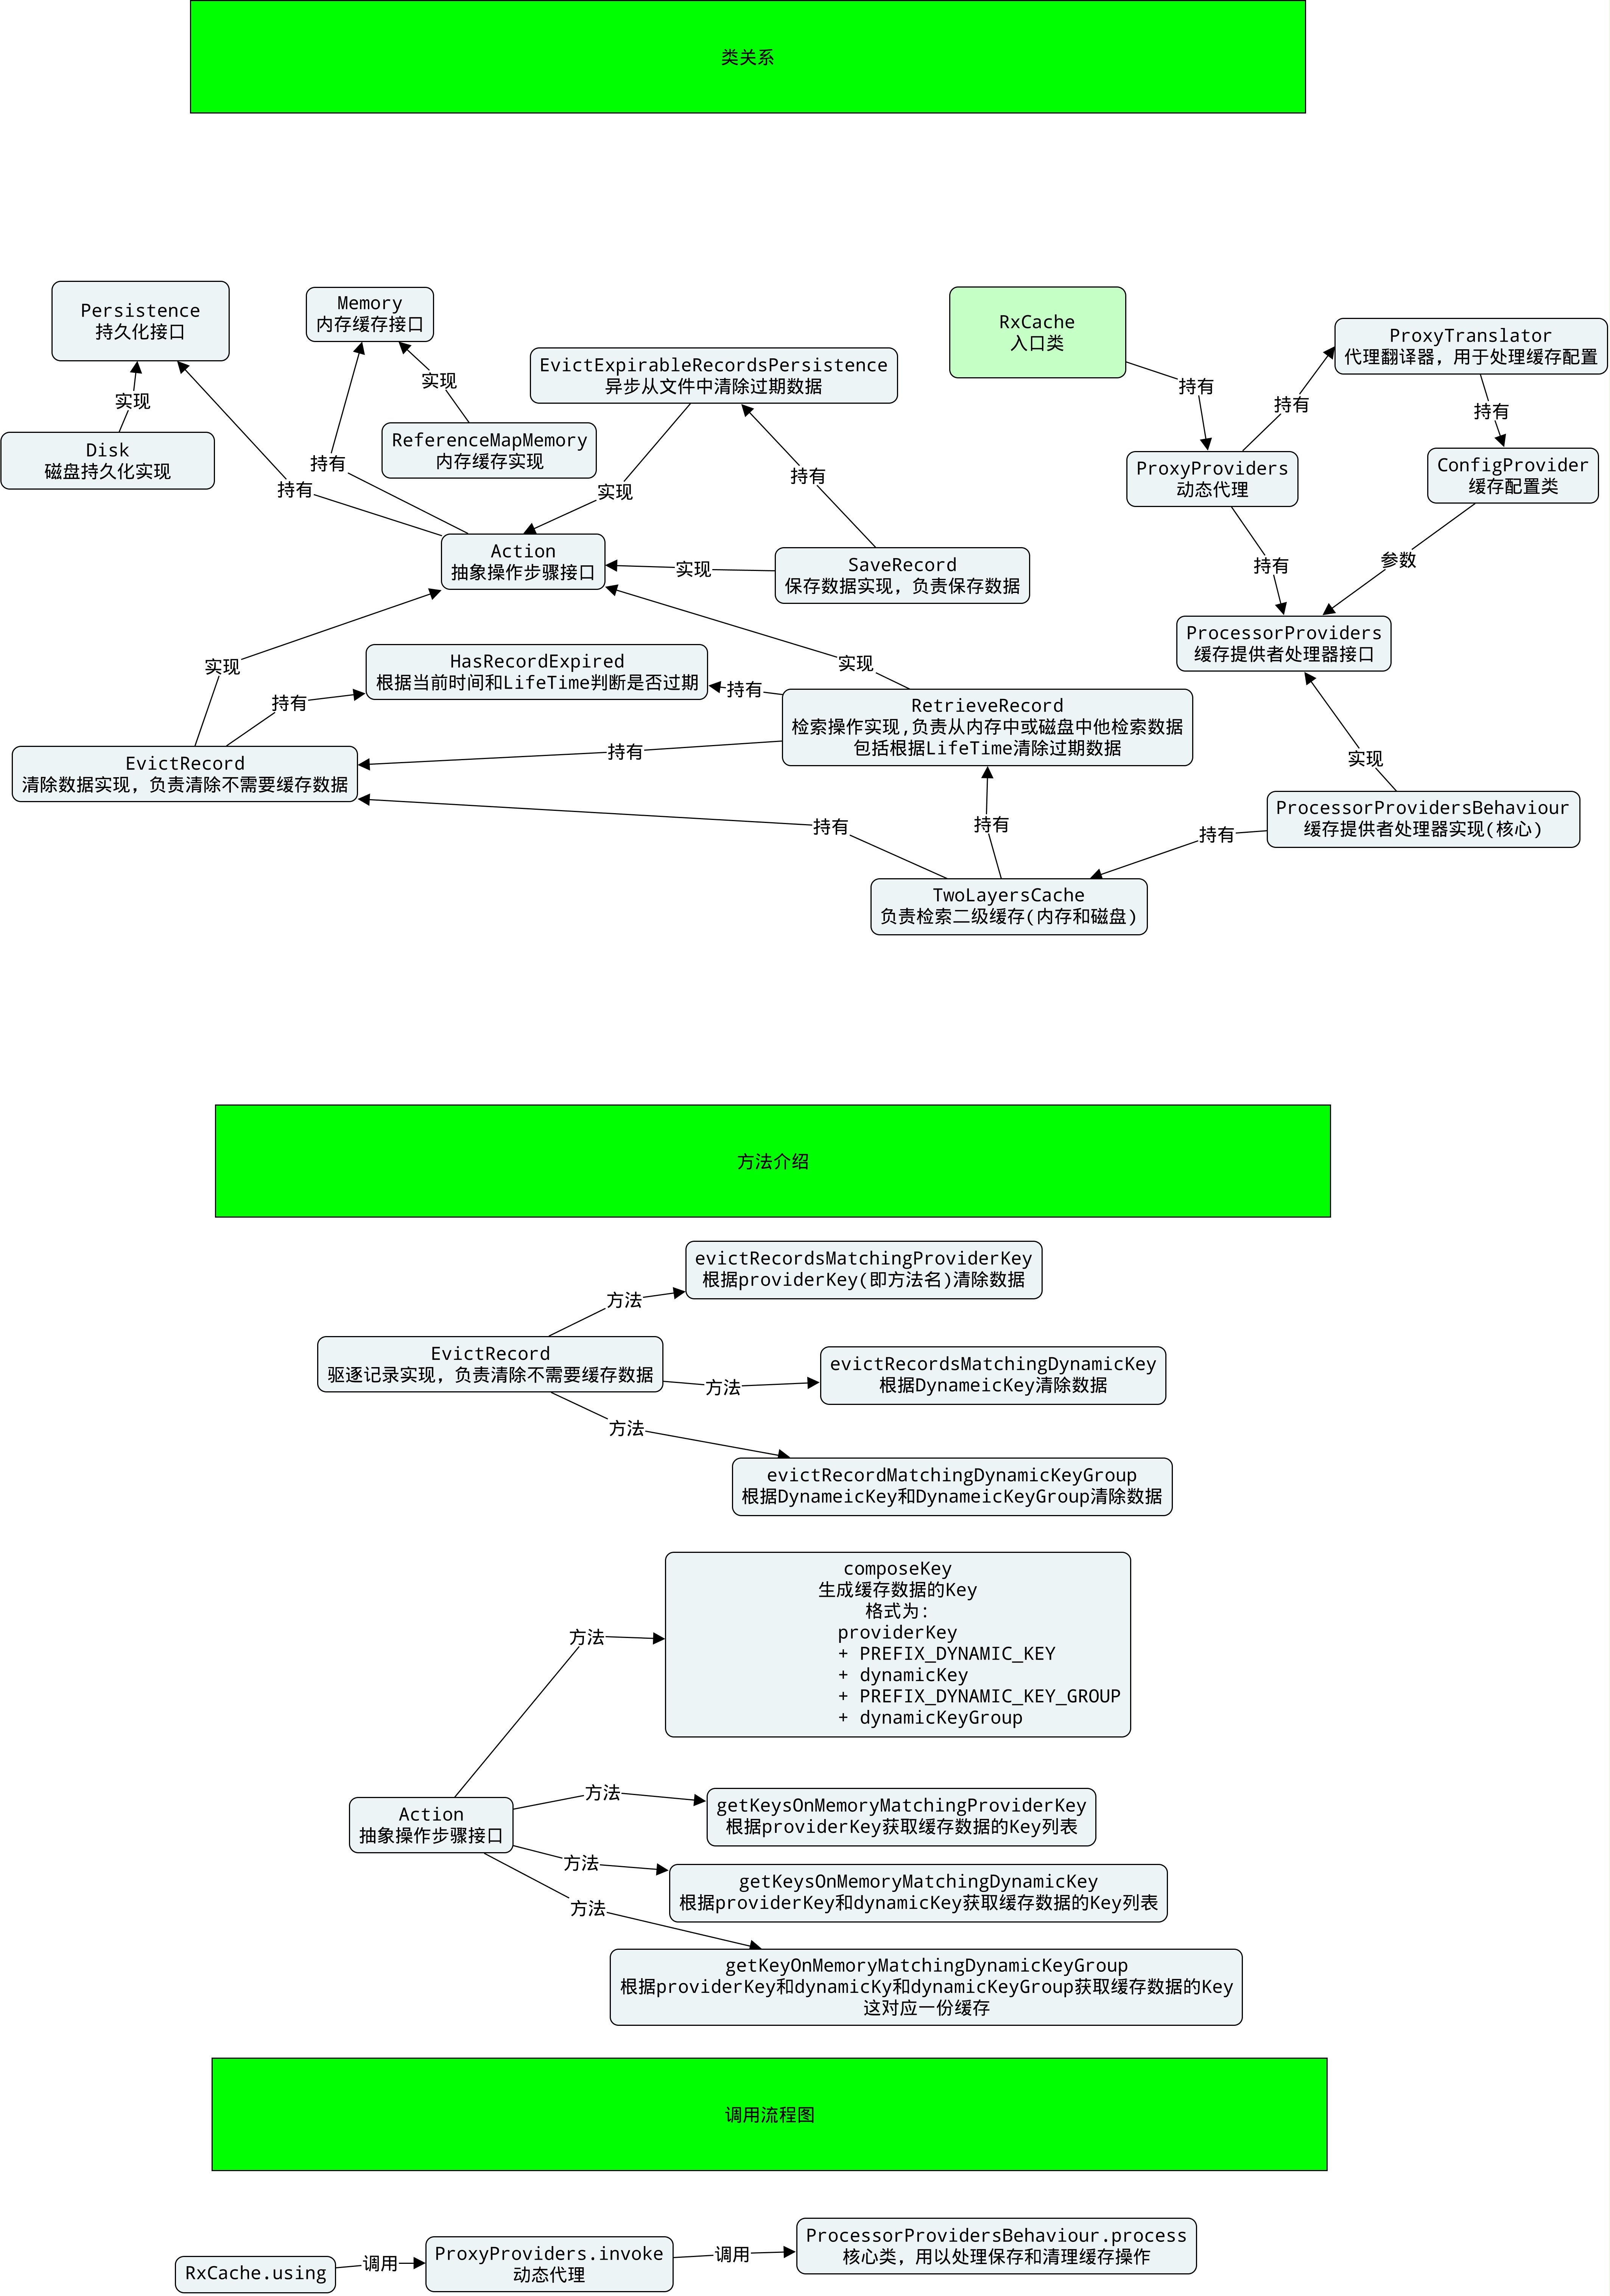 类关系
Persistence
持久化接口
Memory
内存缓存接口
RxCache
入口类
ProxyTranslator
代理翻译器，用于处理缓存配置
EvictExpirableRecordsPersistence
异步从文件中清除过期数据
实现
实现
持有
持有
实现
持有
持有
持有
Disk
磁盘持久化实现
ReferenceMapMemory
内存缓存实现
ProxyProviders
动态代理
ConfigProvider
缓存配置类
持有
持有
实现
Action
抽象操作步骤接口
实现
SaveRecord
保存数据实现，负责保存数据
持有
参数
ProcessorProviders
缓存提供者处理器接口
实现
HasRecordExpired
根据当前时间和LifeTime判断是否过期
实现
持有
持有
RetrieveRecord
检索操作实现,负责从内存中或磁盘中他检索数据
包括根据LifeTime清除过期数据
EvictRecord
清除数据实现，负责清除不需要缓存数据
持有
实现
ProcessorProvidersBehaviour
缓存提供者处理器实现(核心)
持有
持有
持有
TwoLayersCache
负责检索二级缓存(内存和磁盘)
方法介绍
evictRecordsMatchingProviderKey
根据providerKey(即方法名)清除数据
方法
EvictRecord
驱逐记录实现，负责清除不需要缓存数据
方法
evictRecordsMatchingDynamicKey
根据DynameicKey清除数据
方法
evictRecordMatchingDynamicKeyGroup
根据DynameicKey和DynameicKeyGroup清除数据
composeKey
生成缓存数据的Key
格式为:
providerKey
+ PREFIX_DYNAMIC_KEY
+ dynamicKey
+ PREFIX_DYNAMIC_KEY_GROUP
+ dynamicKeyGroup
方法
Action
抽象操作步骤接口
方法
getKeysOnMemoryMatchingProviderKey
根据providerKey获取缓存数据的Key列表
方法
getKeysOnMemoryMatchingDynamicKey
根据providerKey和dynamicKey获取缓存数据的Key列表
方法
getKeyOnMemoryMatchingDynamicKeyGroup
根据providerKey和dynamicKy和dynamicKeyGroup获取缓存数据的Key
这对应一份缓存
调用流程图
RxCache.using
调用
ProxyProviders.invoke
动态代理
调用
ProcessorProvidersBehaviour.process
核心类，用以处理保存和清理缓存操作